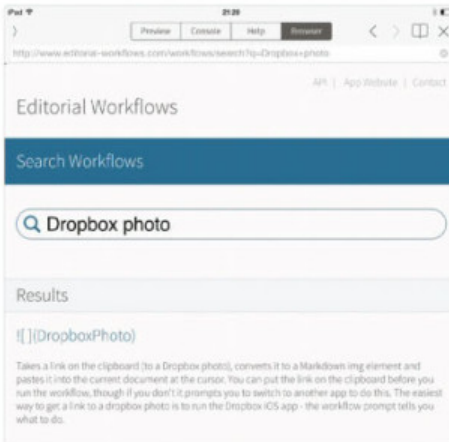 iPad
21:20
Preview Console Help Browser
http://www.editorial-workflows.com/workflows/search?q=Dropbox+photo
API | App Website | Contact
Editorial Workflows
Search Workflows
Dropbox photo
Results
![](DropboxPhoto)
Takes a link on the clipboard (to a Dropbox photo), converts it to a Markdown img element and
pastes it into the current document at the cursor. You can put the link on the clipboard before you
run the workflow, though if you don't it prompts you to switch to another app to do this. The easiest
way to get a link to a dropbox photo is to run the Dropbox iOS app - the workflow prompt tells you
what to do.